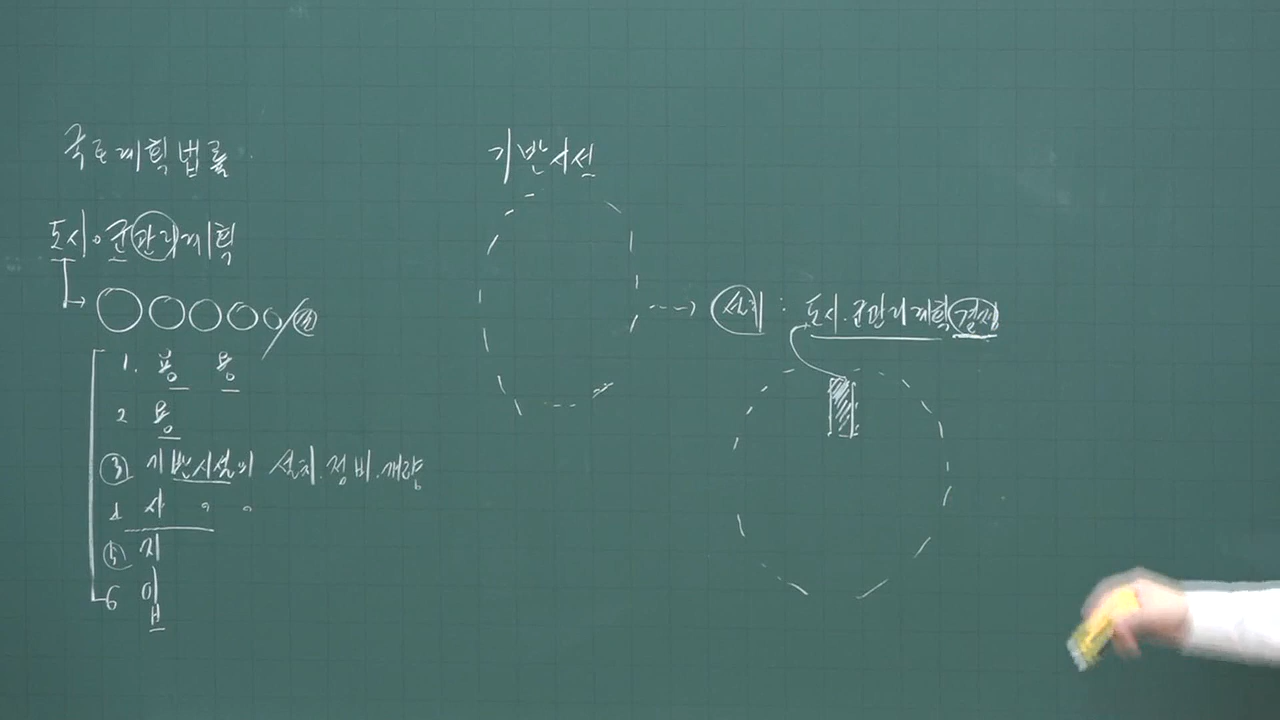 국토계획법률
도시·군관리계획
1. 용 용
2 용
③ 기반시설의 설치·정비·개량
4 사 〃 〃
⑤ 지
6 입
기반시설
설치 : 도시·군관리계획결정